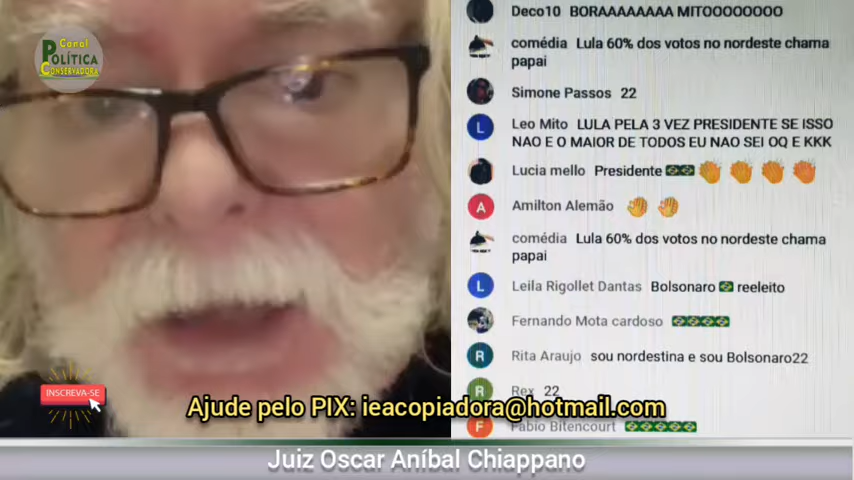 Canal
POLÍTICA
CONSERVADORA
Deco10 BORAAAAAAAA MITOOOOOOOO
comédia Lula 60% dos votos no nordeste chama
papai
Simone Passos 22
L Leo Mito LULA PELA 3 VEZ PRESIDENTE SE ISSO
NAO E O MAIOR DE TODOS EU NAO SEI OQ E KKK
Lucia mello Presidente 🇧🇷🇧🇷👏👏👏👏
A Amilton Alemão 👏👏
comédia Lula 60% dos votos no nordeste chama
papai
L Leila Rigollet Dantas Bolsonaro 🇧🇷 reeleito
Fernando Mota cardoso 🇧🇷🇧🇷🇧🇷🇧🇷
R Rita Araujo sou nordestina e sou Bolsonaro22
R Rex 22
F Fabio Bitencourt 🇧🇷🇧🇷🇧🇷🇧🇷🇧🇷
INSCREVA-SE
Ajude pelo PIX: ieacopiadora@hotmail.com
Juiz Oscar Aníbal Chiappano